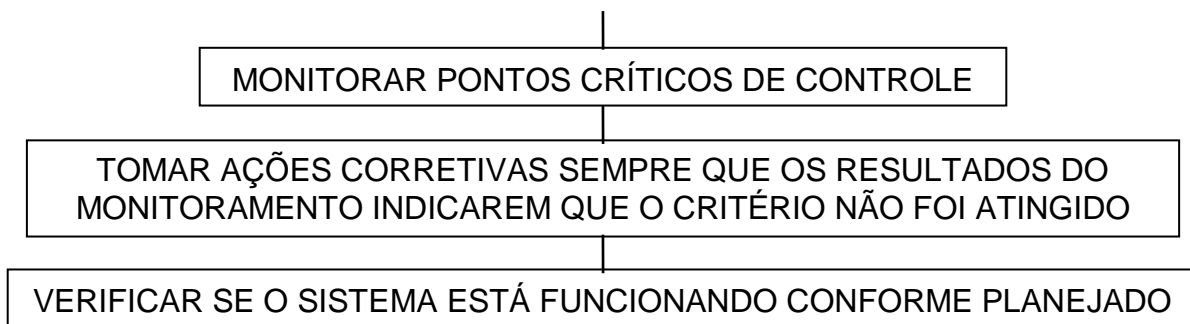 MONITORAR PONTOS CRÍTICOS DE CONTROLE
TOMAR AÇÕES CORRETIVAS SEMPRE QUE OS RESULTADOS DO
MONITORAMENTO INDICAREM QUE O CRITÉRIO NÃO FOI ATINGIDO
VERIFICAR SE O SISTEMA ESTÁ FUNCIONANDO CONFORME PLANEJADO